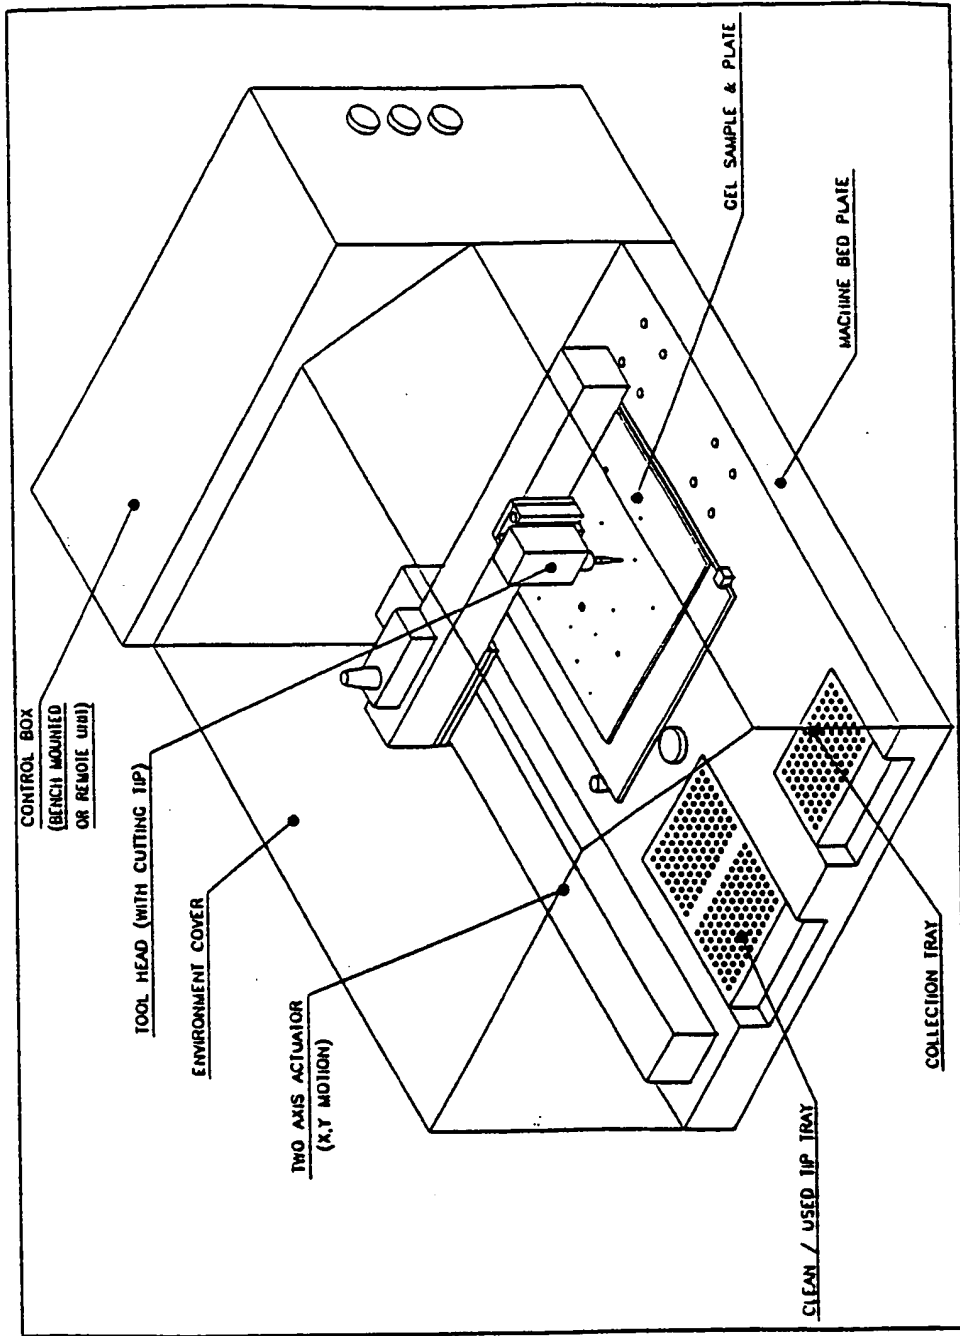 CONTROL BOX
(BENCH MOUNTED
OR REMOTE UNIT)
TOOL HEAD (WITH CUTTING TIP)
ENVIRONMENT COVER
TWO AXIS ACTUATOR
(X,Y MOTION)
CLEAN / USED TIP TRAY
COLLECTION TRAY
MACHINE BED PLATE
GEL SAMPLE & PLATE